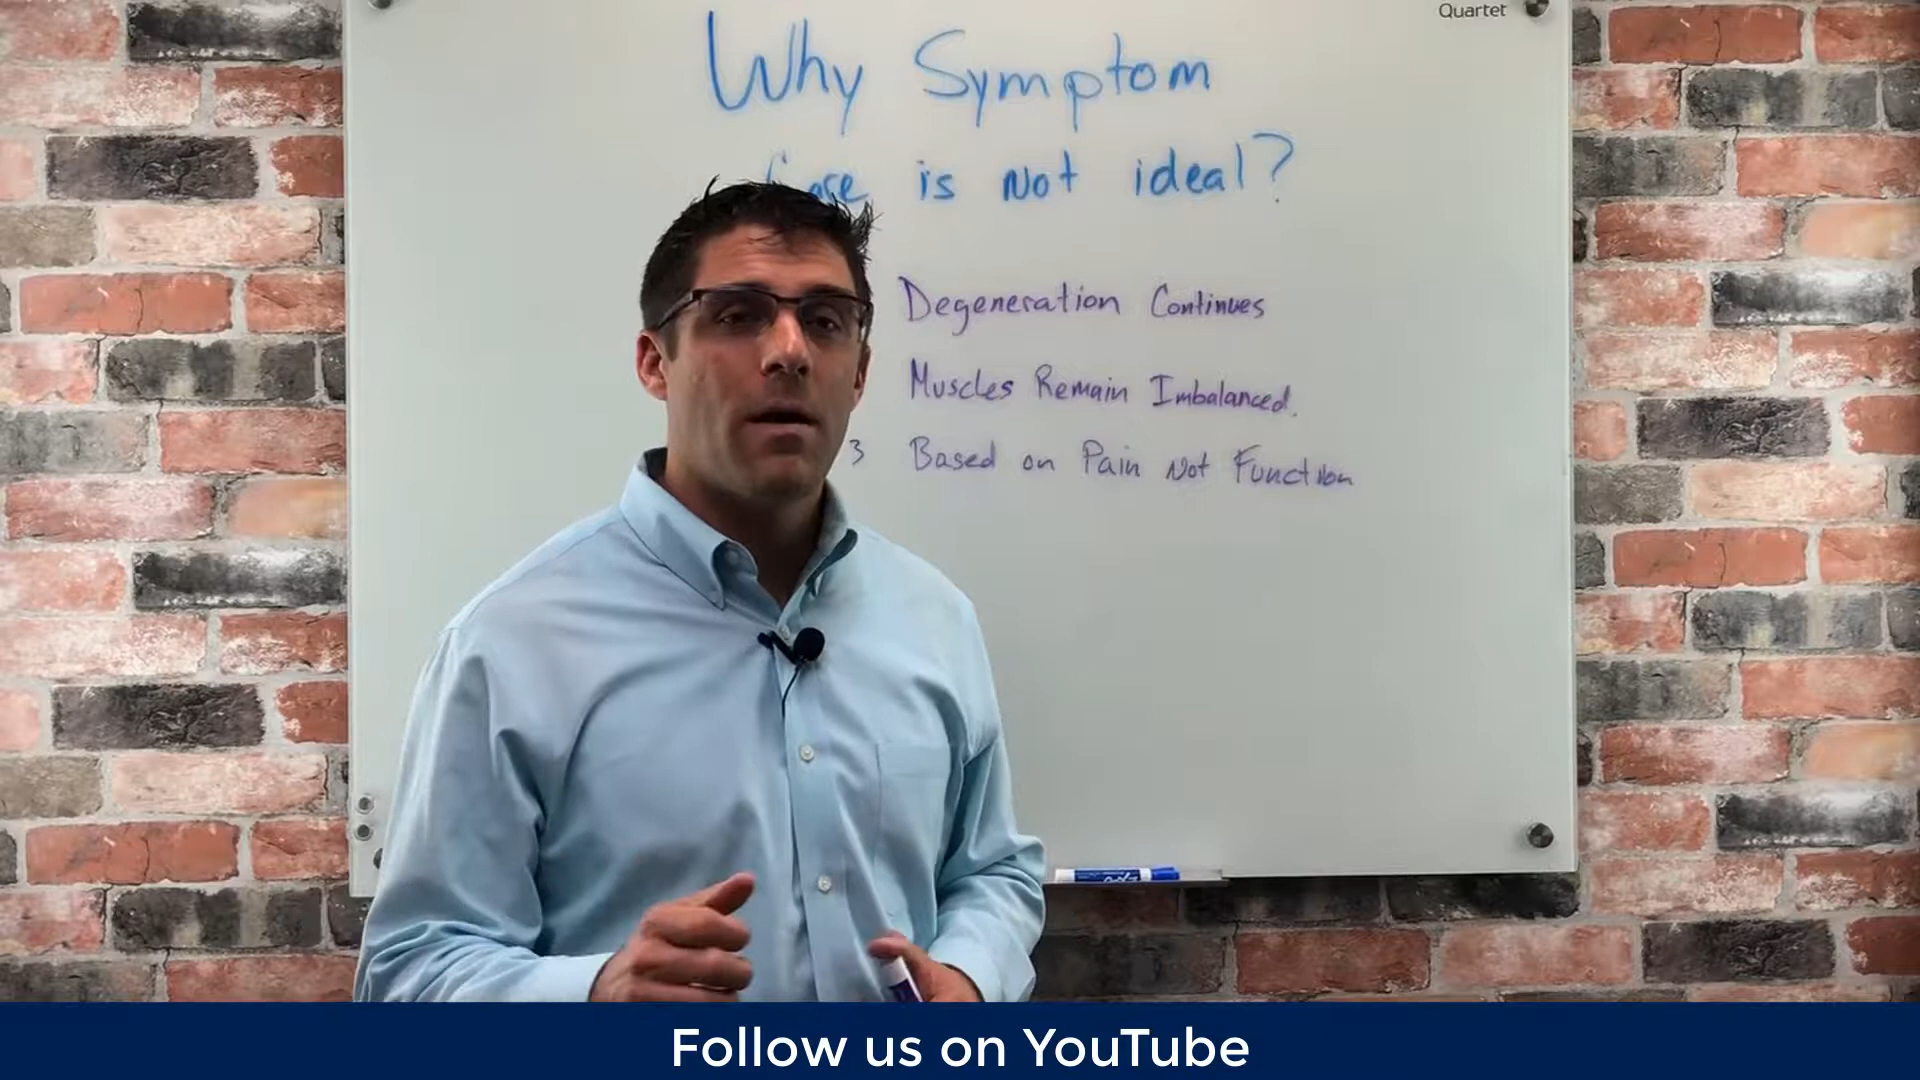 Quartet
Why Symptom
Care is not ideal?
Degeneration Continues
Muscles Remain Imbalanced.
3 Based on Pain Not Function
Follow us on YouTube